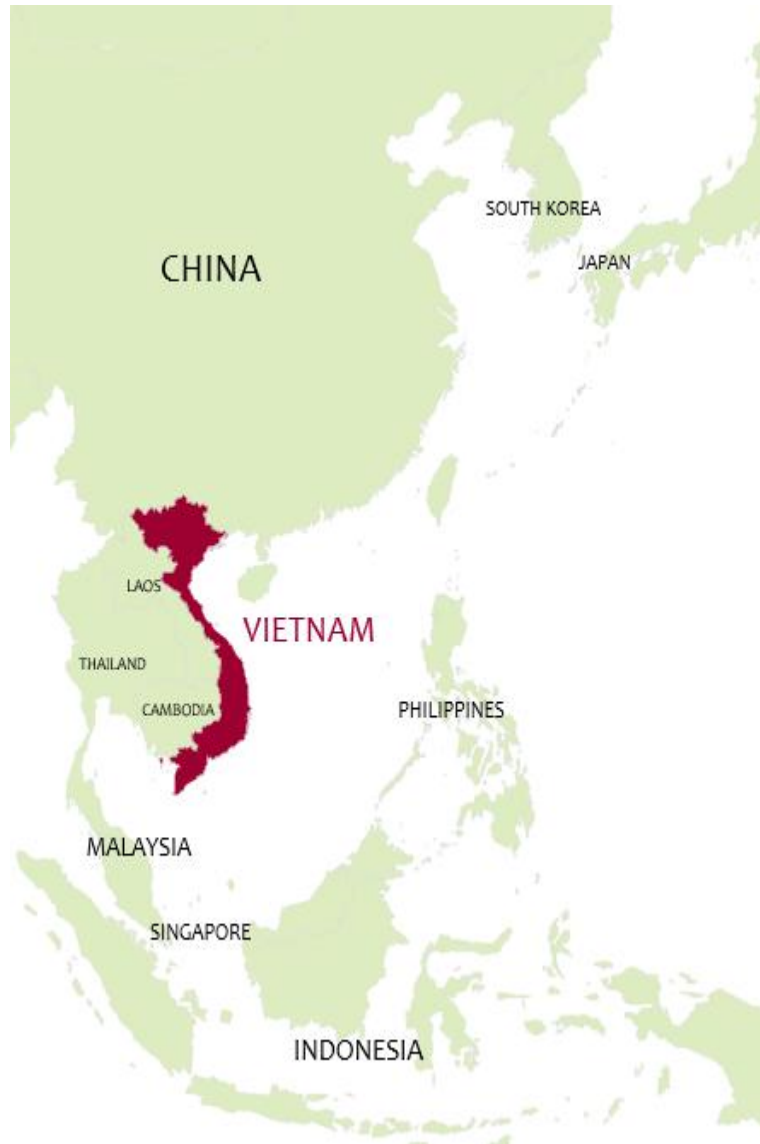 SOUTH KOREA
JAPAN
CHINA
LAOS
VIETNAM
THAILAND
CAMBODIA
PHILIPPINES
MALAYSIA
SINGAPORE
INDONESIA